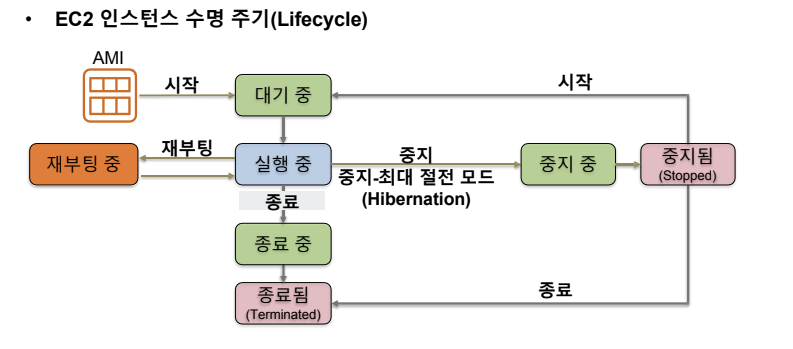 • EC2 인스턴스 수명 주기(Lifecycle)
AMI
시작
대기 중
시작
재부팅 중
재부팅
실행 중
중지
중지-최대 절전 모드
(Hibernation)
중지 중
중지됨
(Stopped)
종료
종료 중
종료됨
(Terminated)
종료